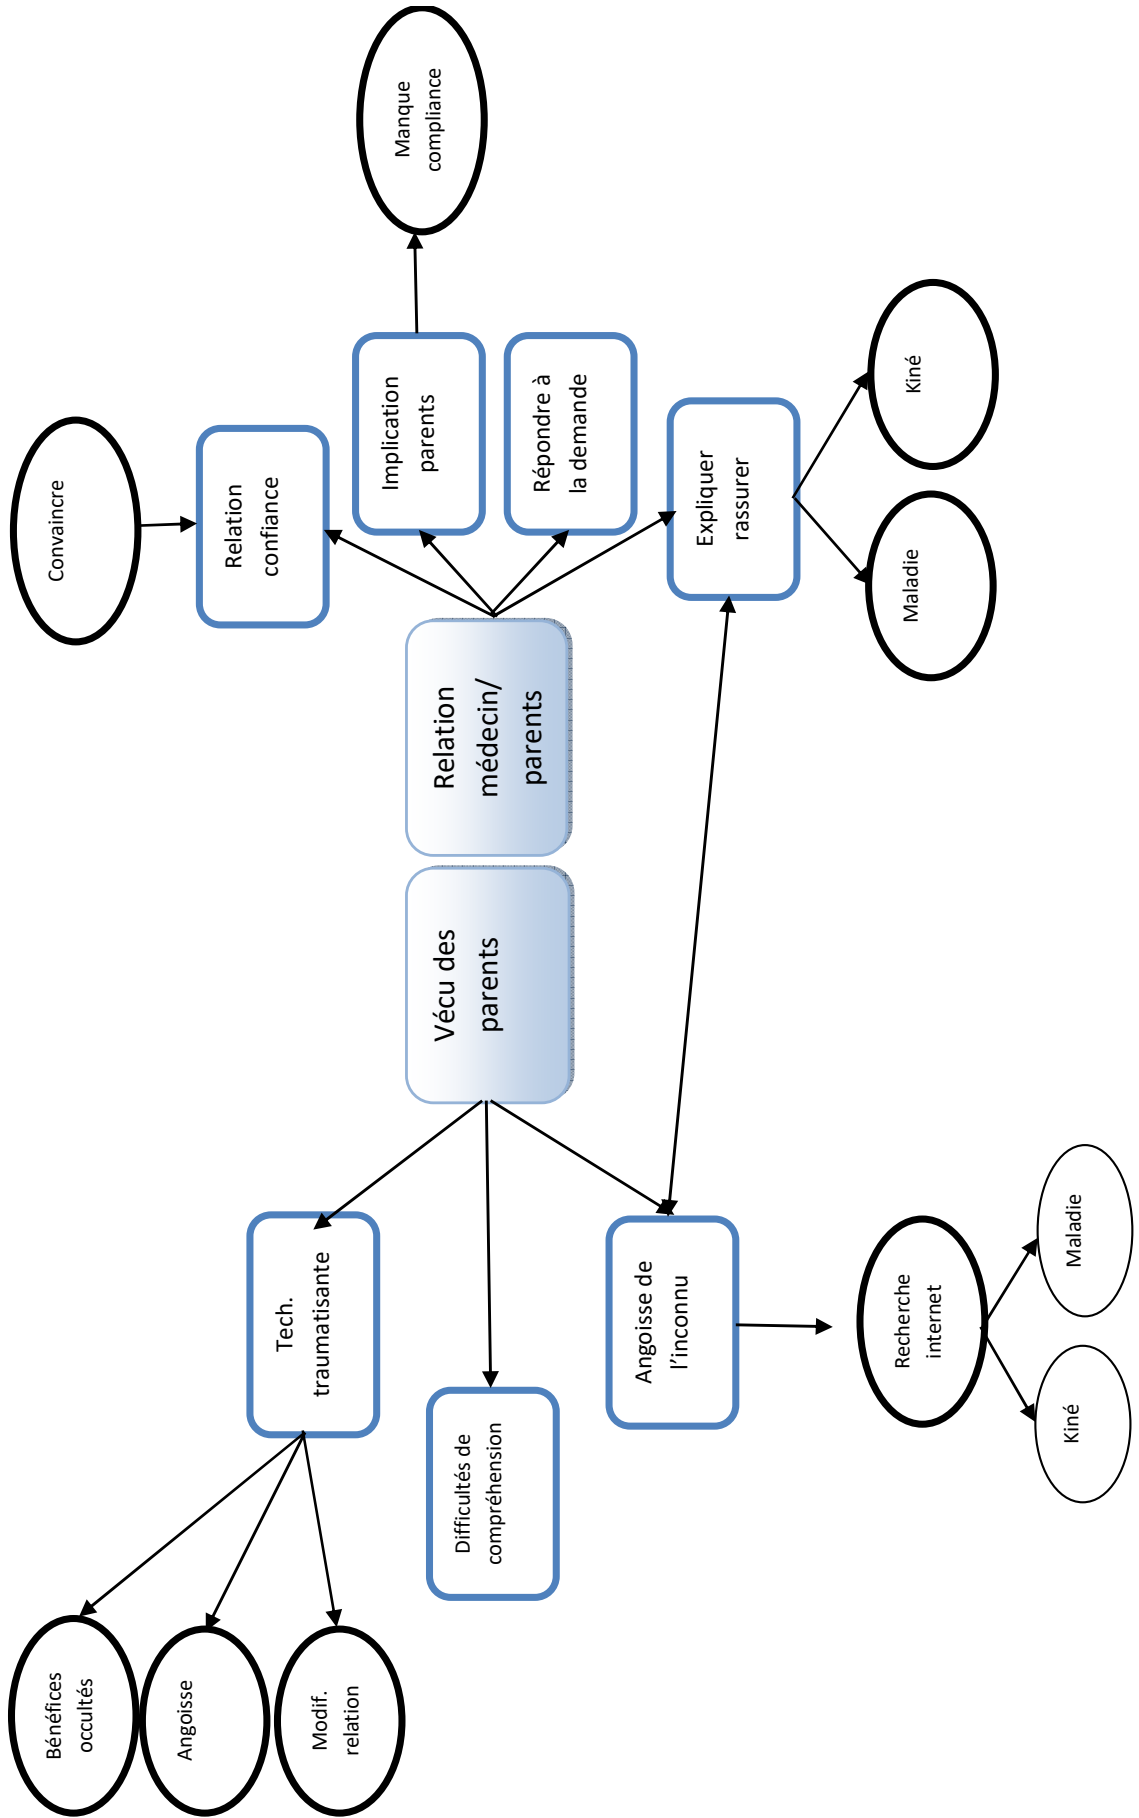 Bénéfices
occultés
Convaincre
Angoisse
Relation
confiance
Tech.
traumatisante
Modif.
relation
Implication
parents
Manque
compliance
Vécu des
parents
Relation
médecin/
parents
Difficultés de
compréhension
Répondre à
la demande
Angoisse de
l’inconnu
Expliquer
rassurer
Recherche
internet
Maladie
Kiné
Kiné
Maladie